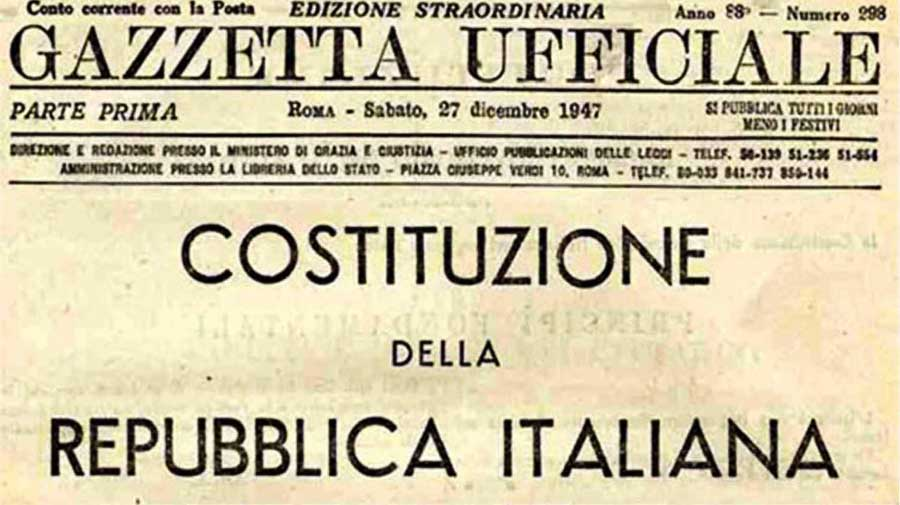 Conto corrente con la Posta EDIZIONE STRAORDINARIA Anno 88° — Numero 298
GAZZETTA UFFICIALE
PARTE PRIMA ROMA - Sabato, 27 dicembre 1947 SI PUBBLICA TUTTI I GIORNI
MENO I FESTIVI
DIREZIONE E REDAZIONE PRESSO IL MINISTERO DI GRAZIA E GIUSTIZIA - UFFICIO PUBBLICAZIONI DELLE LEGGI - TELEF. 50-139 51-236 51-554
AMMINISTRAZIONE PRESSO LA LIBRERIA DELLO STATO - PIAZZA GIUSEPPE VERDI 10, ROMA - TELEF. 80-033 841-737 850-144
COSTITUZIONE
DELLA
REPUBBLICA ITALIANA
PRINCIPÎ FONDAMENTALI